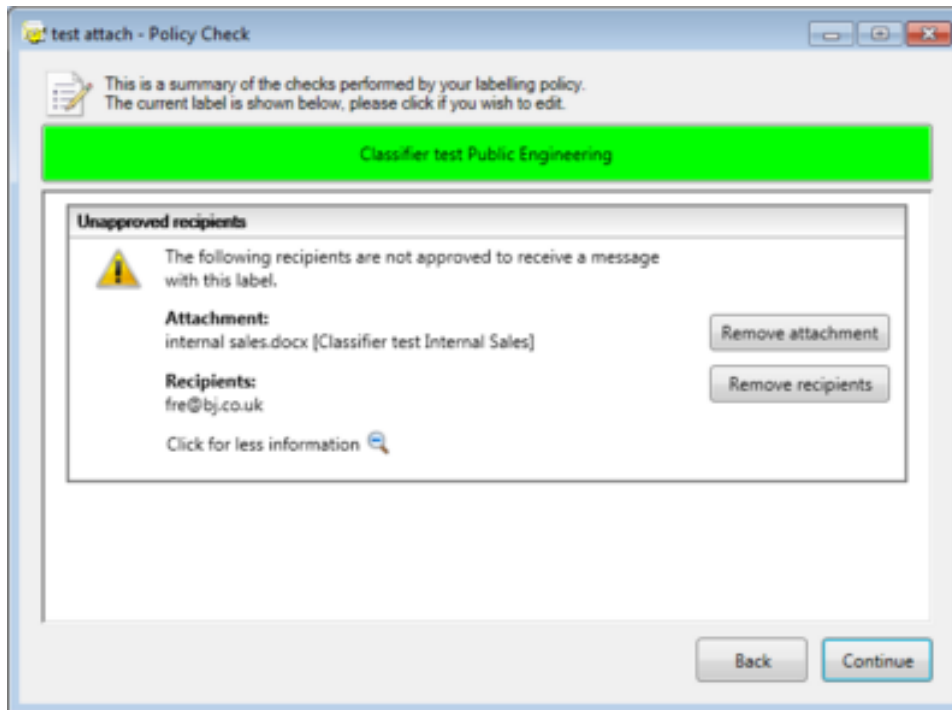 test attach - Policy Check
This is a summary of the checks performed by your labelling policy.
The current label is shown below, please click if you wish to edit.
Classifier test Public Engineering
Unapproved recipients
The following recipients are not approved to receive a message
with this label.
Attachment:
internal sales.docx [Classifier test Internal Sales]
Remove attachment
Recipients:
fre@bj.co.uk
Remove recipients
Click for less information
Back
Continue